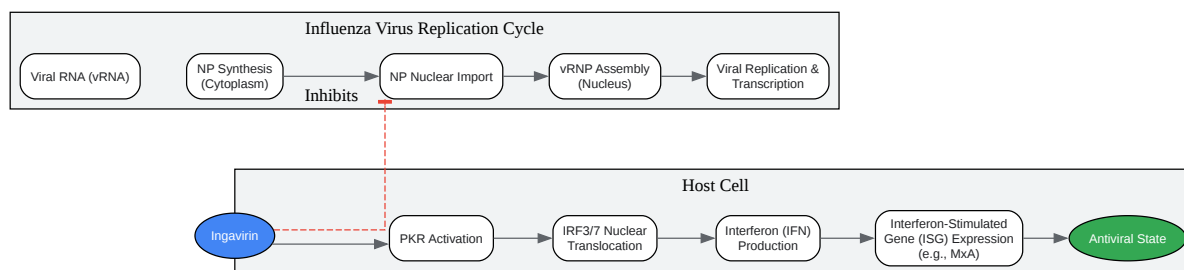 Influenza Virus Replication Cycle
Viral RNA (vRNA)
NP Synthesis
(Cytoplasm)
NP Nuclear Import
vRNP Assembly
(Nucleus)
Viral Replication &
Transcription
Inhibits
Host Cell
Ingavirin
PKR Activation
IRF3/7 Nuclear
Translocation
Interferon (IFN)
Production
Interferon-Stimulated
Gene (ISG) Expression
(e.g., MxA)
Antiviral State